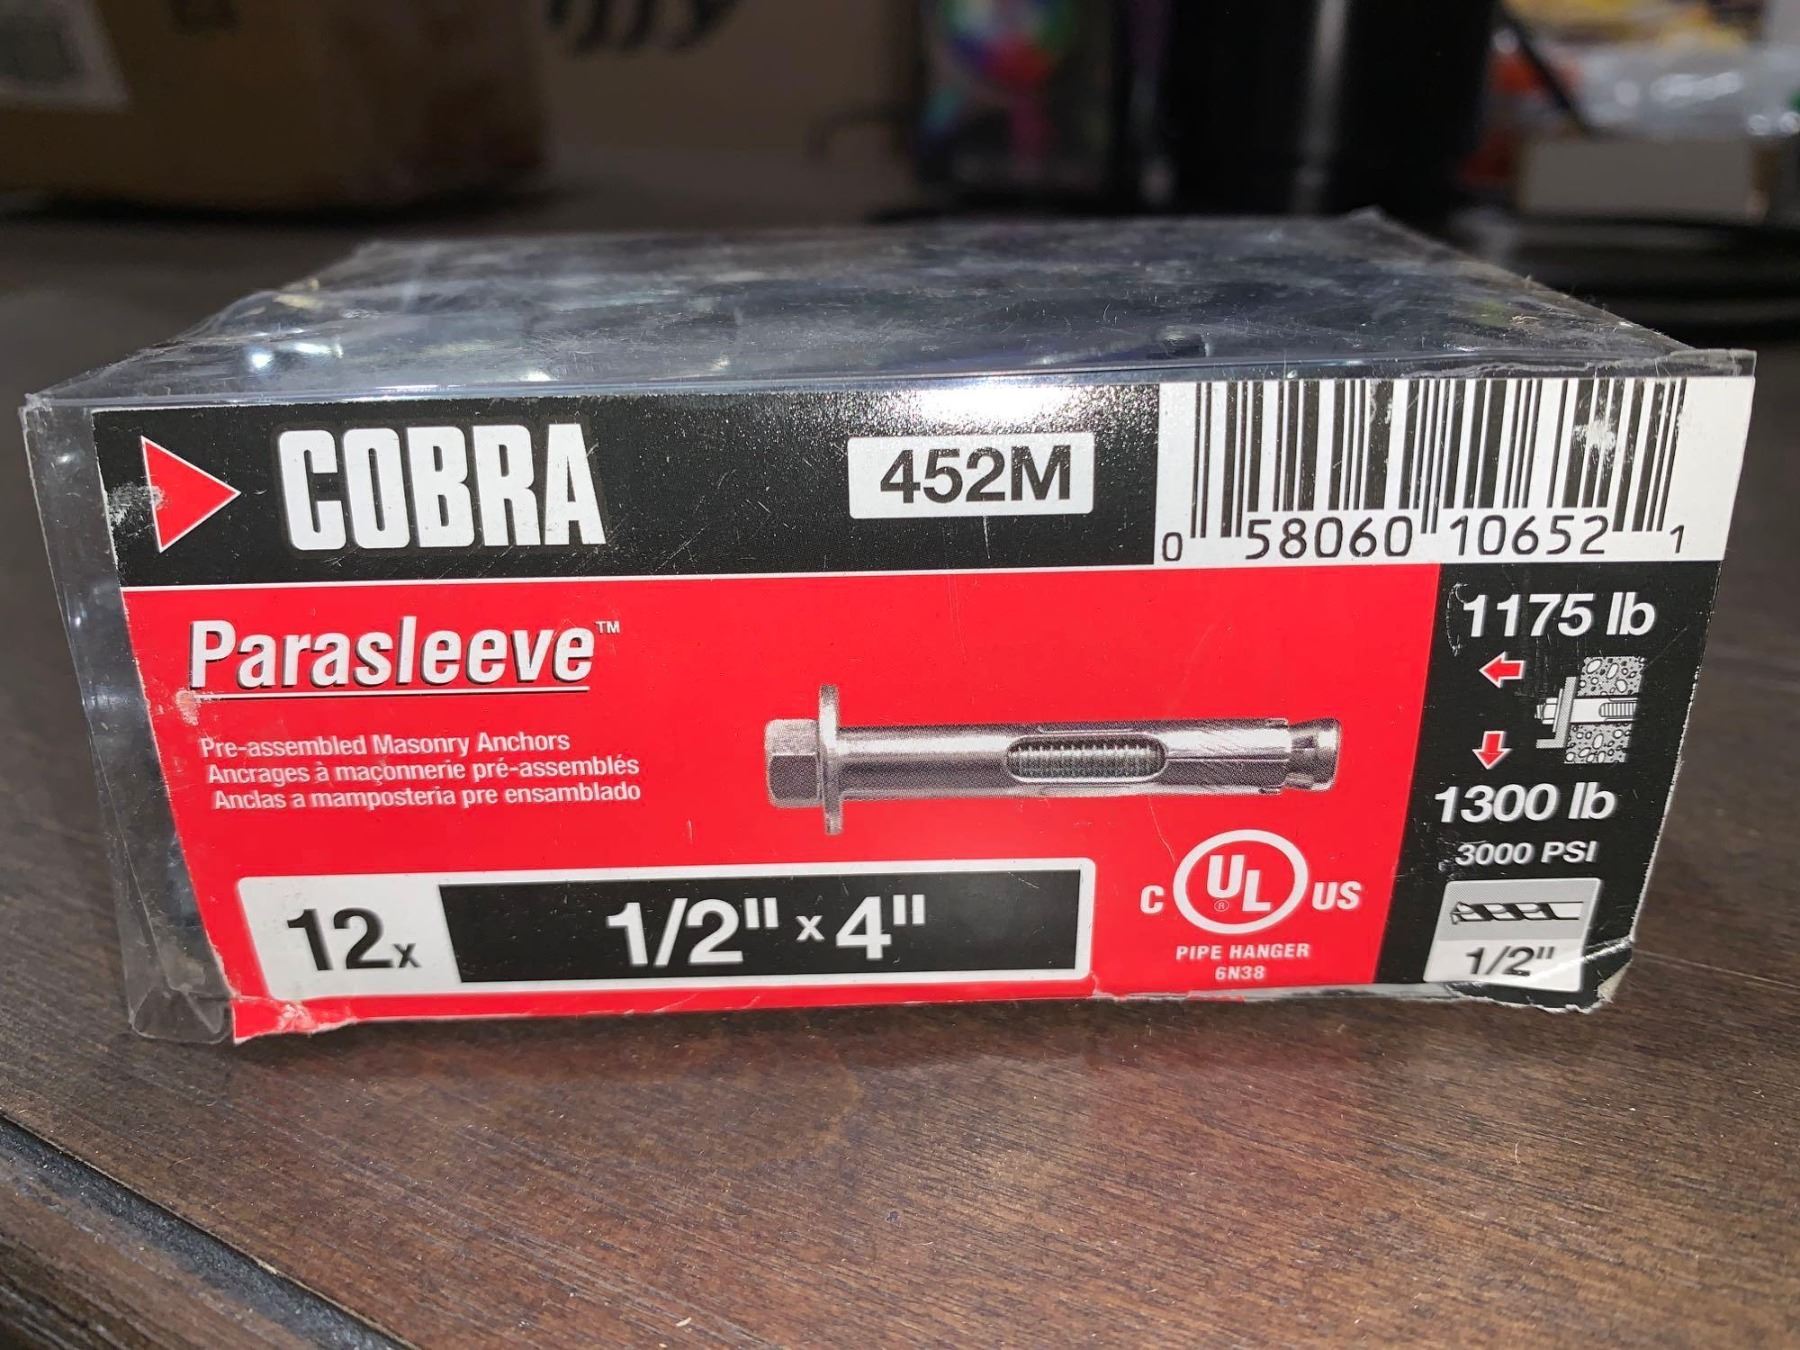 COBRA
452M
0 58060 10652 1
Parasleeve™
Pre-assembled Masonry Anchors
Ancrages à maçonnerie pré-assemblés
Anclas a mamposteria pre ensamblado
12x
1/2" x 4"
C UL® US
PIPE HANGER
6N38
1175 lb
1300 lb
3000 PSI
1/2"